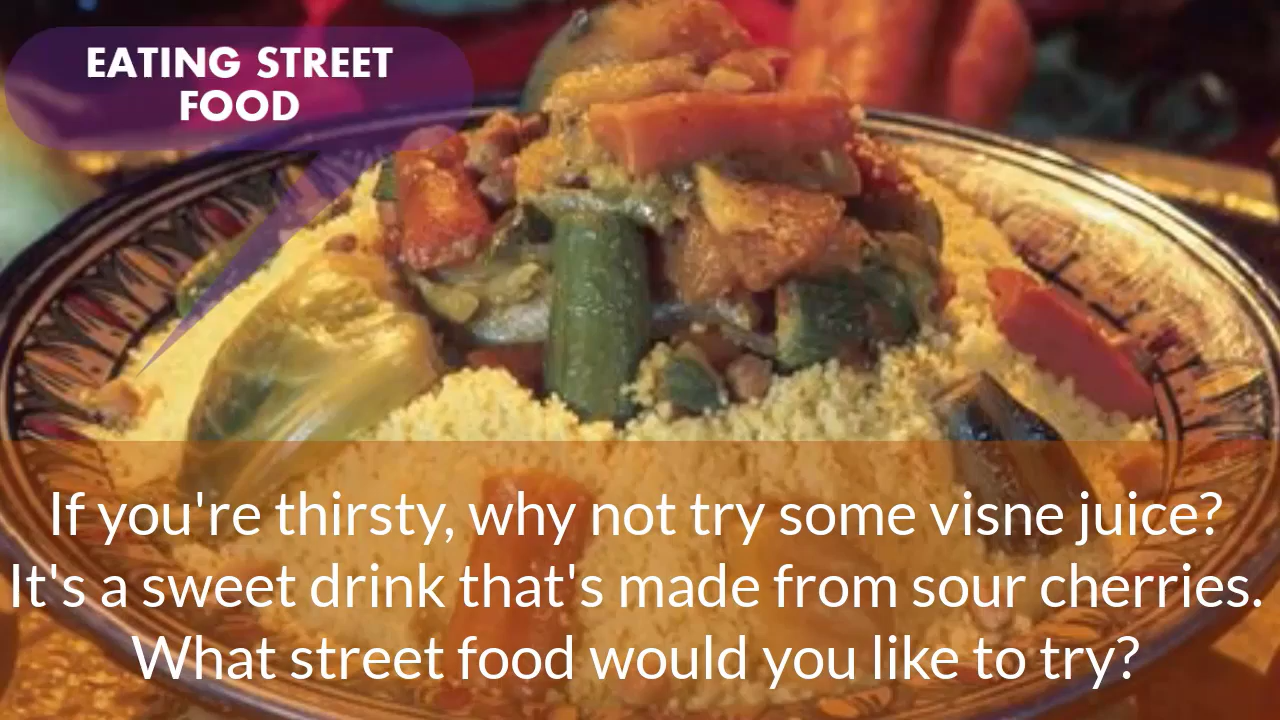 EATING STREET
FOOD
If you're thirsty, why not try some visne juice?
It's a sweet drink that's made from sour cherries.
What street food would you like to try?